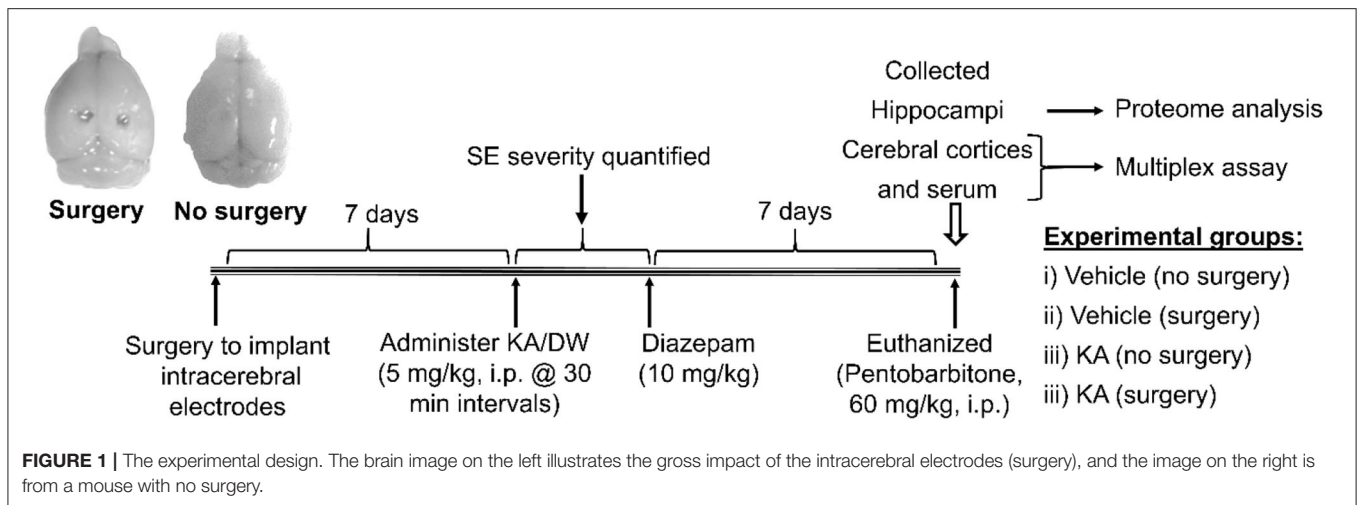 Surgery
No surgery
7 days
SE severity quantified
7 days
Collected
Hippocampi
Cerebral cortices
and serum
Proteome analysis
Multiplex assay
Surgery to implant
intracerebral
electrodes
Administer KA/DW
(5 mg/kg, i.p. @ 30
min intervals)
Diazepam
(10 mg/kg)
Euthanized
(Pentobarbitone,
60 mg/kg, i.p.)
Experimental groups:
i) Vehicle (no surgery)
ii) Vehicle (surgery)
iii) KA (no surgery)
iii) KA (surgery)
FIGURE 1 | The experimental design. The brain image on the left illustrates the gross impact of the intracerebral electrodes (surgery), and the image on the right is
from a mouse with no surgery.